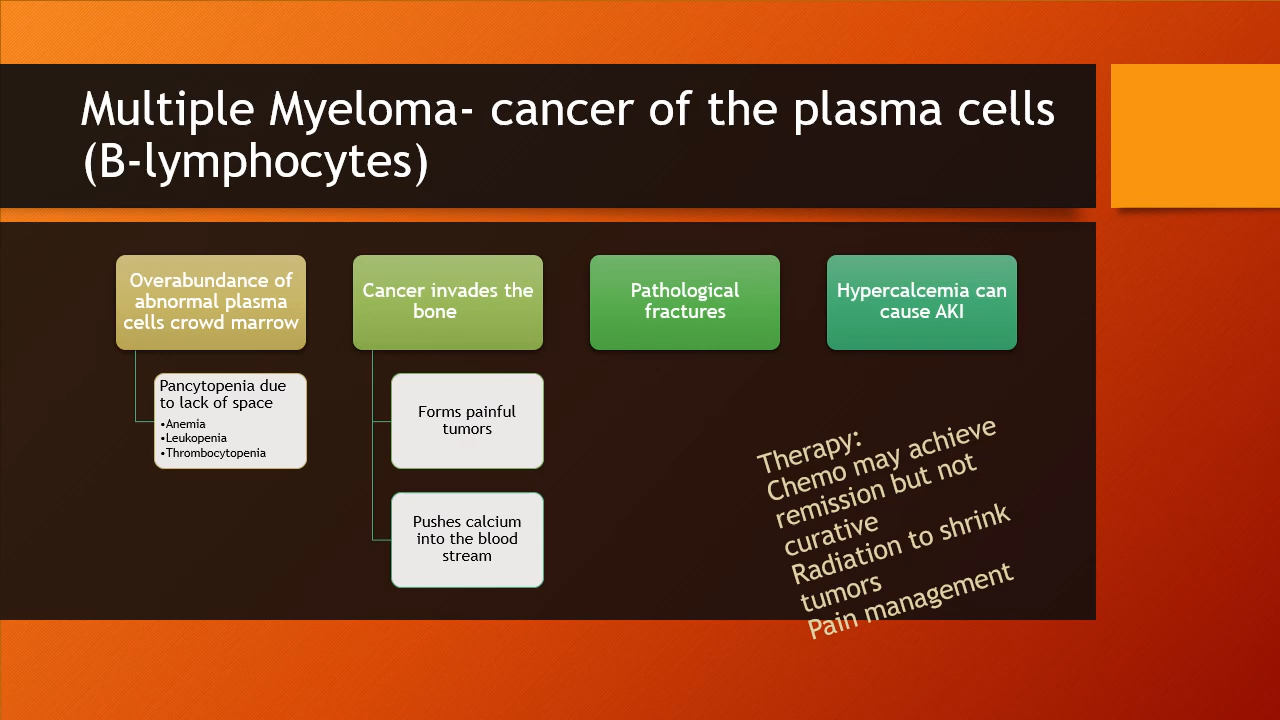 Multiple Myeloma- cancer of the plasma cells
(B-lymphocytes)
Overabundance of
abnormal plasma
cells crowd marrow
Pancytopenia due
to lack of space
•Anemia
•Leukopenia
•Thrombocytopenia
Cancer invades the
bone
Forms painful
tumors
Pushes calcium
into the blood
stream
Pathological
fractures
Hypercalcemia can
cause AKI
Therapy:
Chemo may achieve
remission but not
curative
Radiation to shrink
tumors
Pain management